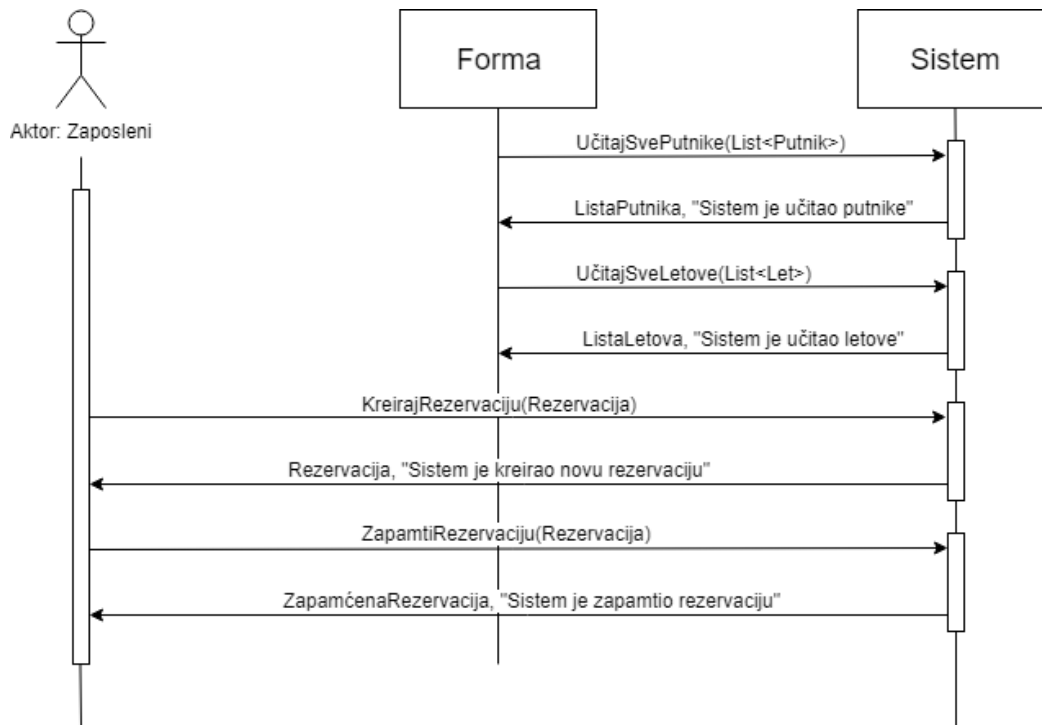 Forma
Sistem
Aktor: Zaposleni
UčitajSvePutnike(List<Putnik>)
ListaPutnika, "Sistem je učitao putnike"
UčitajSveLetove(List<Let>)
ListaLetova, "Sistem je učitao letove"
KreirajRezervaciju(Rezervacija)
Rezervacija, "Sistem je kreirao novu rezervaciju"
ZapamtiRezervaciju(Rezervacija)
ZapamćenaRezervacija, "Sistem je zapamtio rezervaciju"